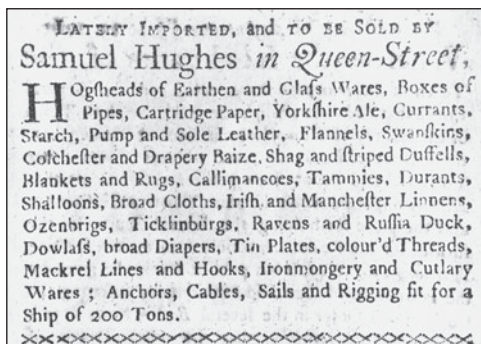 LATELY IMPORTED, and TO BE SOLD BY
Samuel Hughes in Queen-Street,
HOgſheads of Earthen and Glaſs Wares, Boxes of
Pipes, Cartridge Paper, Yorkſhire Ale, Currants,
Starch, Pump and Sole Leather, Flannels, Swanſkins,
Colcheſter and Drapery Baize, Shag and ſtriped Duffells,
Blankets and Rugs, Callimancoes, Tammies, Durants,
Shalloons, Broad Cloths, Iriſh and Mancheſter Linnens,
Ozenbrigs, Ticklinburgs, Ravens and Ruſſia Duck,
Dowlaſs, broad Diapers, Tin Plates, colour'd Threads,
Mackrel Lines and Hooks, Ironmongery and Cutlary
Wares ; Anchors, Cables, Sails and Rigging fit for a
Ship of 200 Tons.